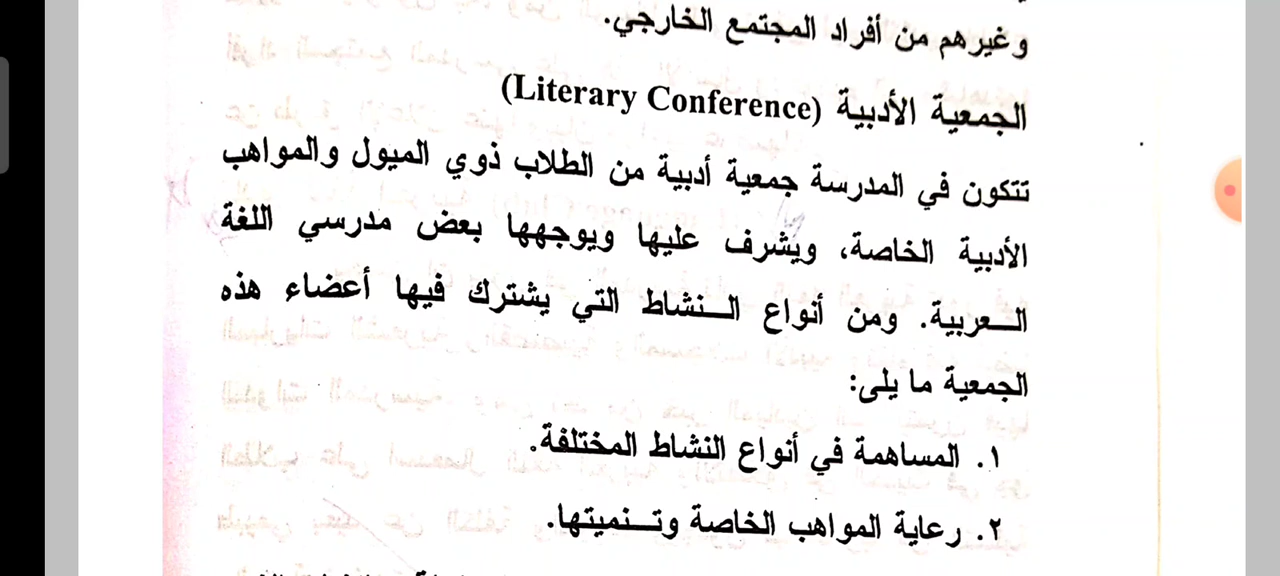 وغيرهم من أفراد المجتمع الخارجي.
الجمعية الأدبية (Literary Conference)
تتكون في المدرسة جمعية أدبية من الطلاب ذوي الميول والمواهب
الأدبية الخاصة، ويشرف عليها ويوجهها بعض مدرسي اللغة
العربية. ومن أنواع النشاط التي يشترك فيها أعضاء هذه
الجمعية ما يلى:
١. المساهمة في أنواع النشاط المختلفة.
٢. رعاية المواهب الخاصة وتنميتها.